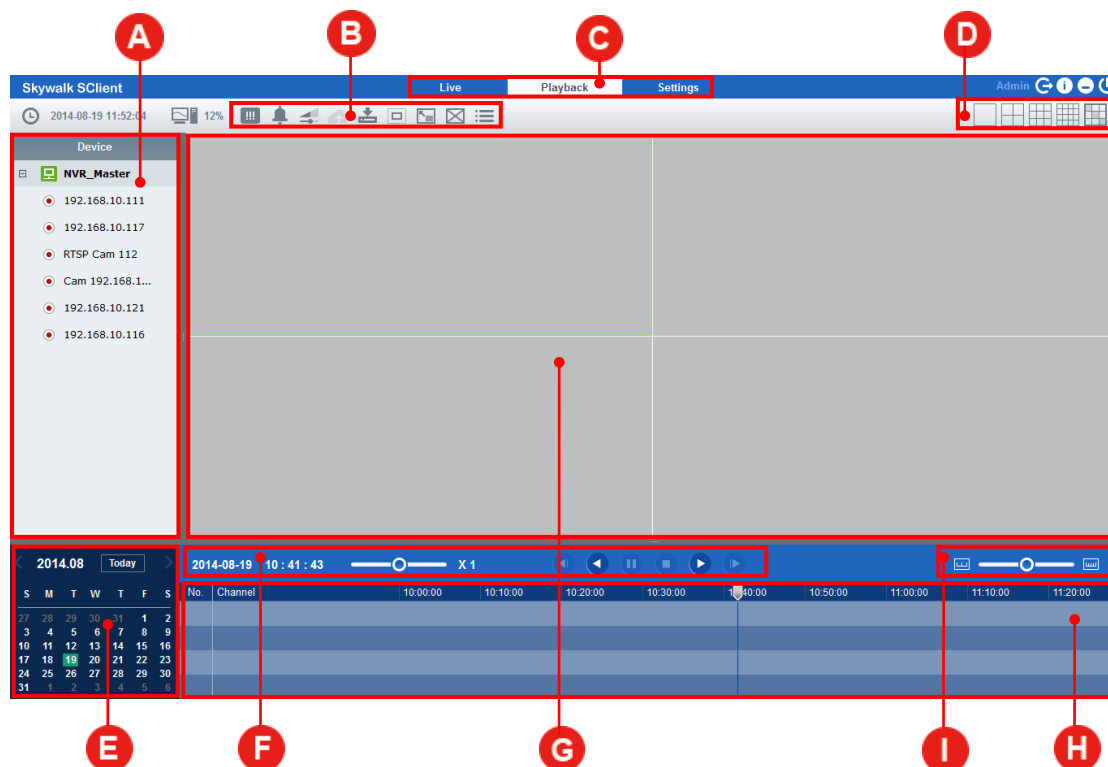 A B C D
Skywalk SClient Live Playback Settings Admin
2014-08-19 11:52:04 12%
Device
NVR_Master
192.168.10.111
192.168.10.117
RTSP Cam 112
Cam 192.168.1...
192.168.10.121
192.168.10.116
2014.08 Today
S M T W T F S
27 28 29 30 31 1 2
3 4 5 6 7 8 9
10 11 12 13 14 15 16
17 18 19 20 21 22 23
24 25 26 27 28 29 30
31 1 2 3 4 5 6
2014-08-19 10 : 41 : 43 X 1
No. Channel 10:00:00 10:10:00 10:20:00 10:30:00 10:40:00 10:50:00 11:00:00 11:10:00 11:20:00
E F G I H